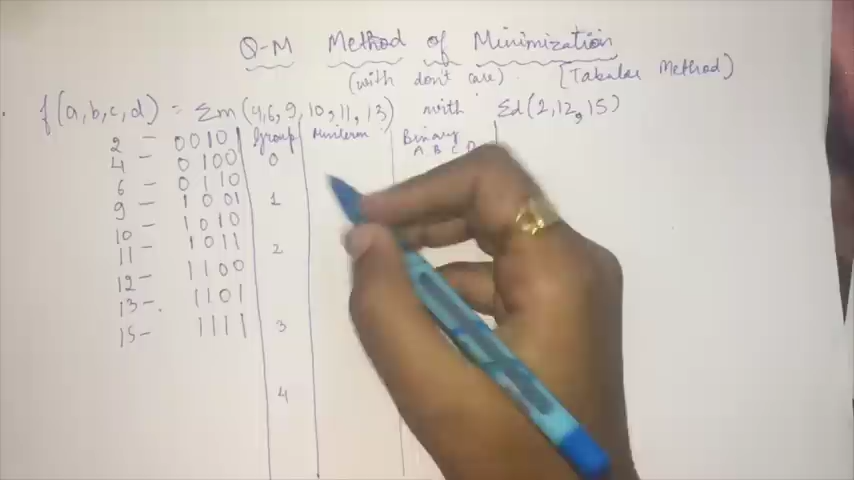 Q-M Method of Minimization
(with don't care). [Tabular Method)
f(a,b,c,d) = Σm(4,6,9,10,11,13) with Σd(2,12,15)
Group Minterm Binary
A B C D
2 - 0010
4 - 0100 0
6 - 0110
9 - 1001 1
10 - 1010
11 - 1011 2
12 - 1100
13 - 1101
15 - 1111 3
4